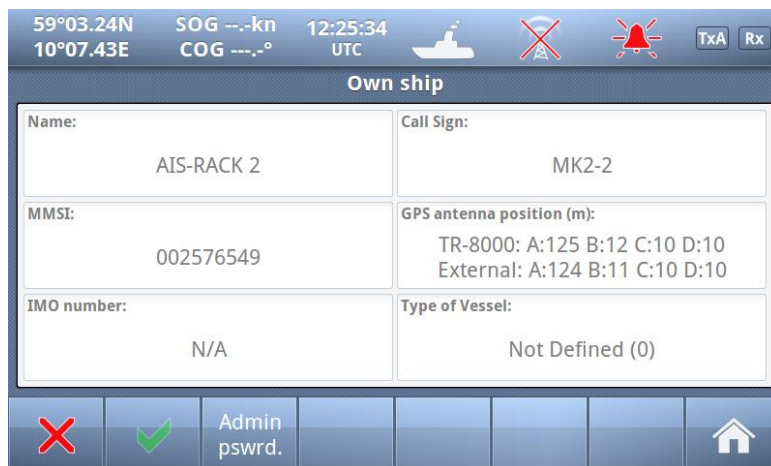 59°03.24N SOG --.-kn 12:25:34
10°07.43E COG ---.-° UTC TxA Rx
Own ship
Name: Call Sign:
AIS-RACK 2 MK2-2
MMSI: GPS antenna position (m):
002576549 TR-8000: A:125 B:12 C:10 D:10
External: A:124 B:11 C:10 D:10
IMO number: Type of Vessel:
N/A Not Defined (0)
Admin
pswrd.